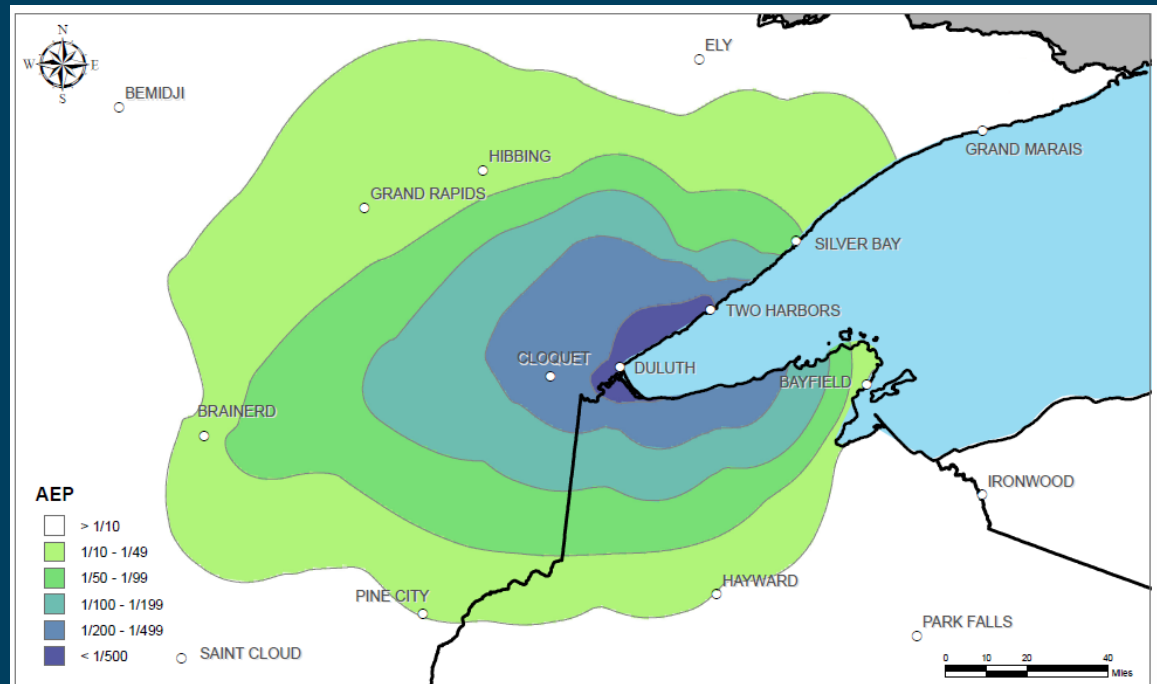 N
W
E
S
ELY
BEMIDJI
GRAND MARAIS
HIBBING
GRAND RAPIDS
SILVER BAY
TWO HARBORS
CLOQUET
DULUTH
BAYFIELD
BRAINERD
IRONWOOD
AEP
> 1/10
1/10 - 1/49
1/50 - 1/99
1/100 - 1/199
1/200 - 1/499
< 1/500
HAYWARD
PINE CITY
PARK FALLS
SAINT CLOUD
0 10 20 40
Miles